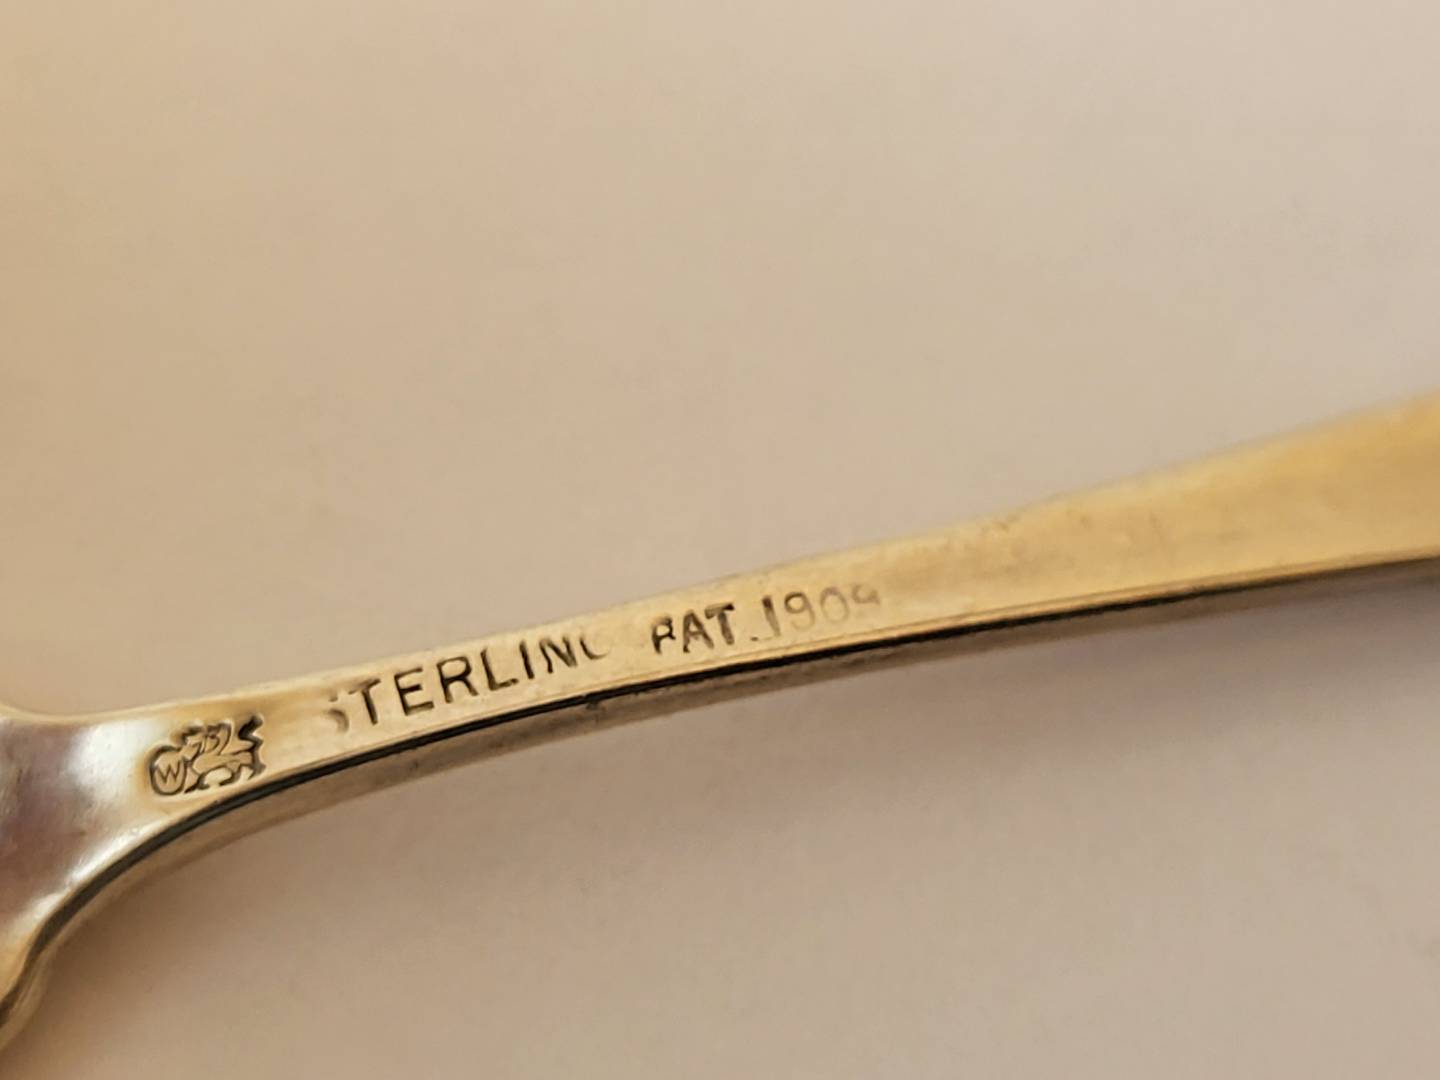 W STERLING PAT. 1909